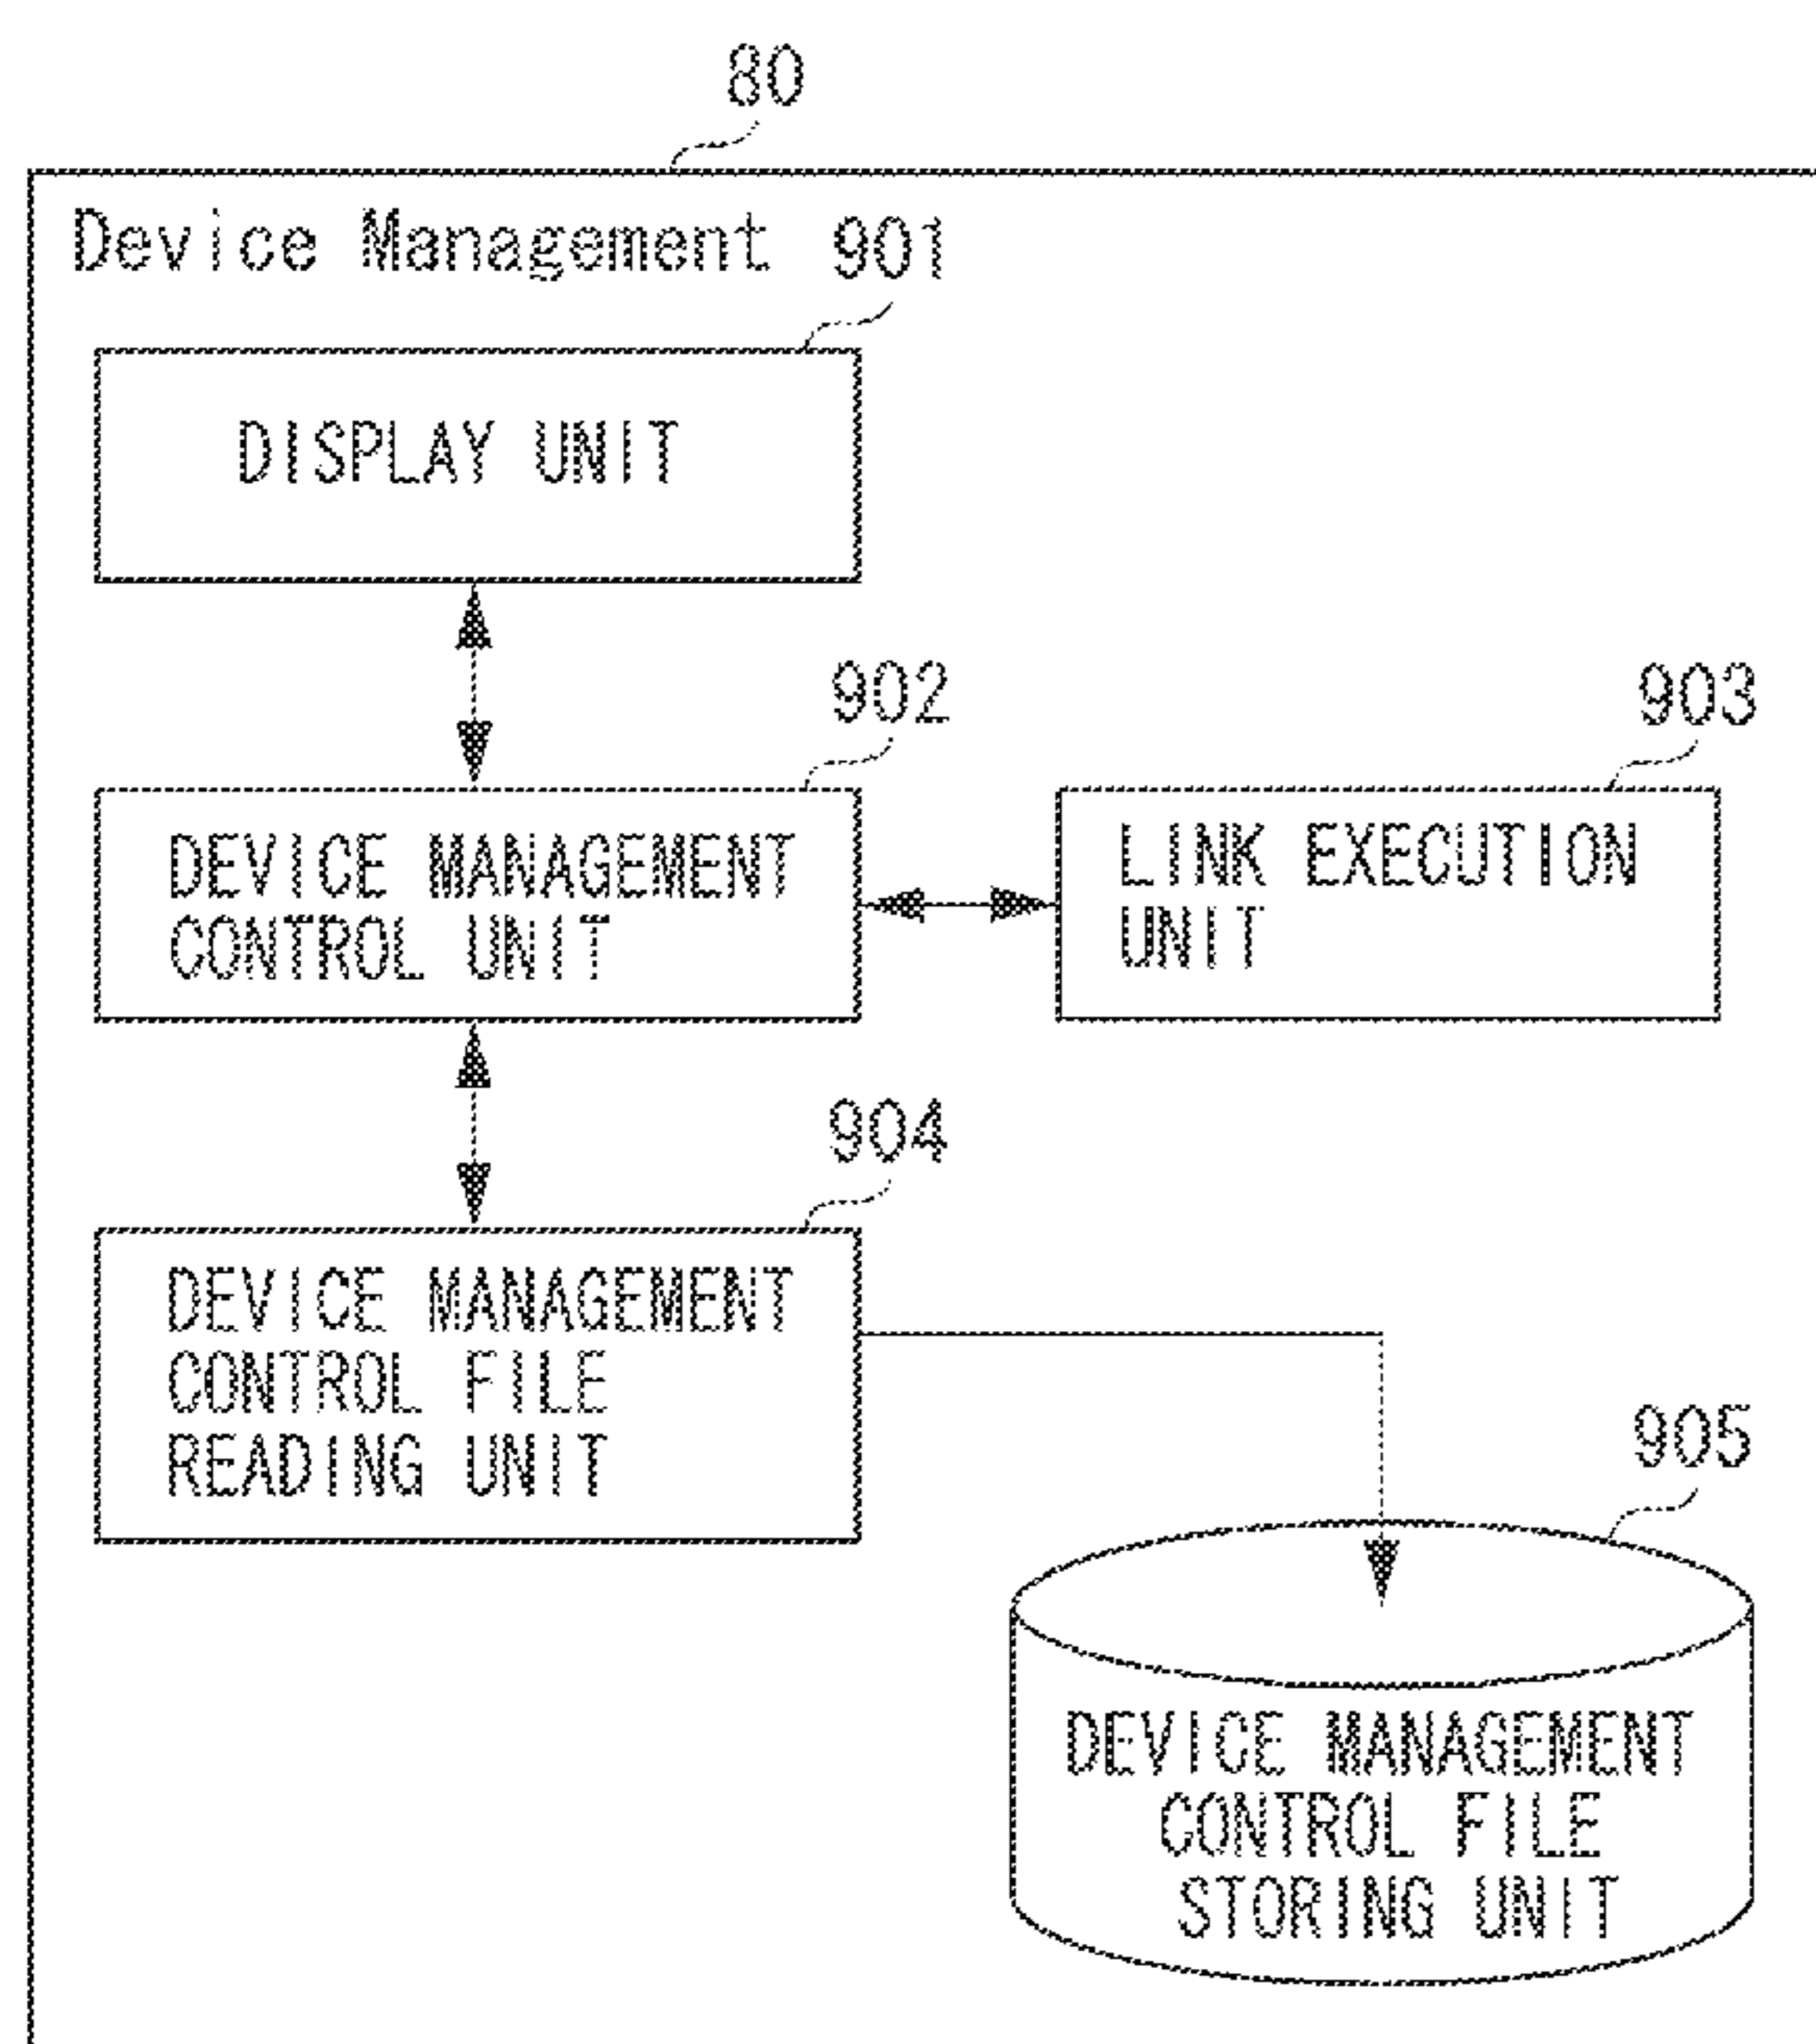 80
Device Management 901
DISPLAY UNIT
902
903
DEVICE MANAGEMENT
CONTROL UNIT
LINK EXECUTION
UNIT
904
DEVICE MANAGEMENT
CONTROL FILE
READING UNIT
905
DEVICE MANAGEMENT
CONTROL FILE
STORING UNIT